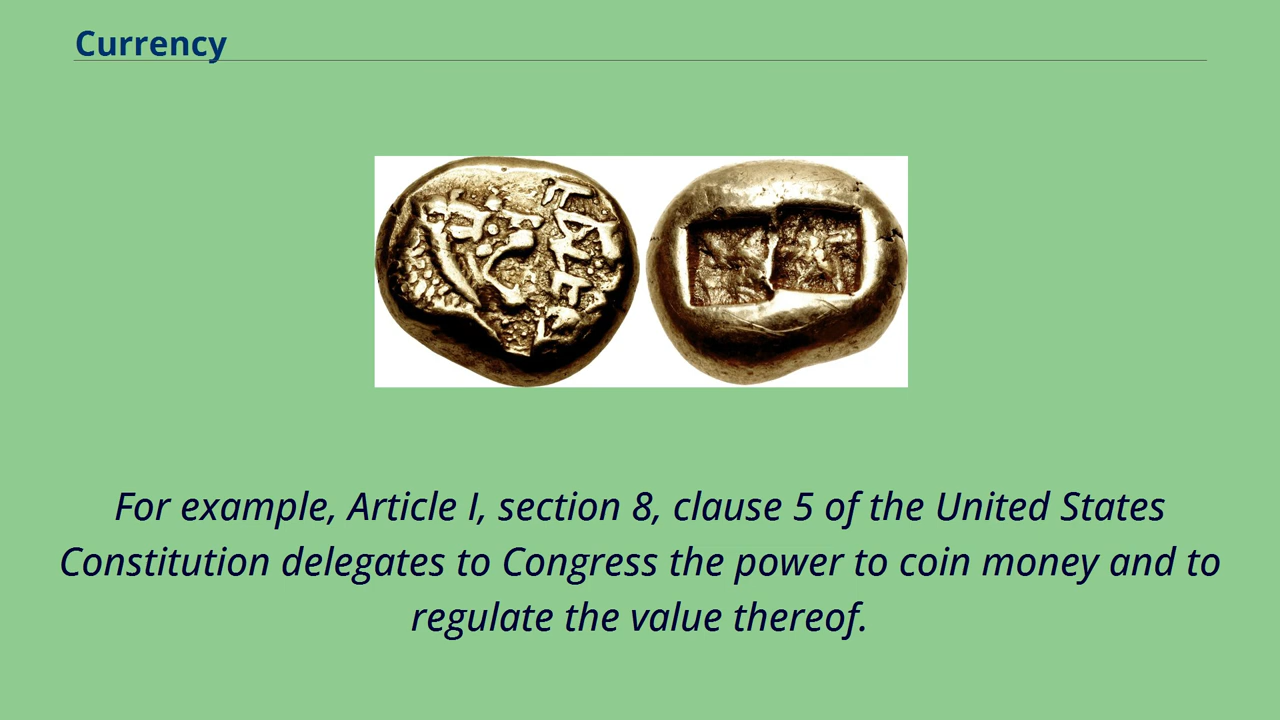 Currency
For example, Article I, section 8, clause 5 of the United States
Constitution delegates to Congress the power to coin money and to
regulate the value thereof.